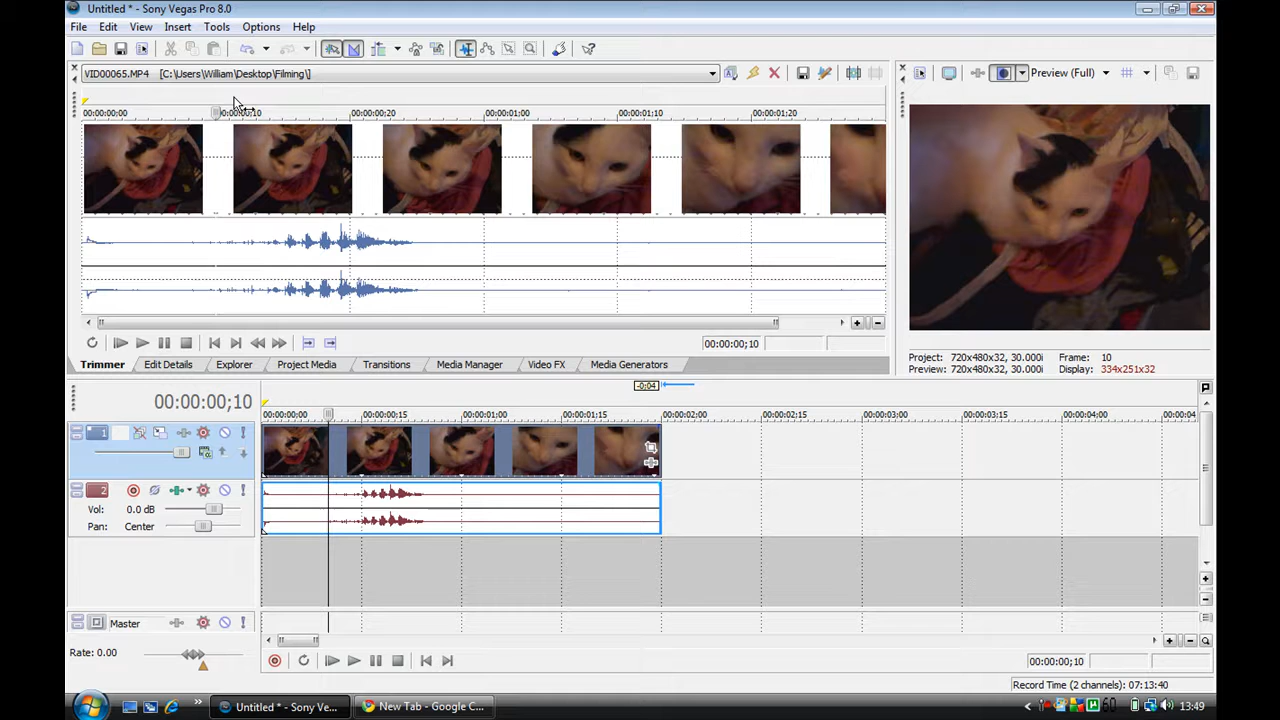 Untitled * - Sony Vegas Pro 8.0
File Edit View Insert Tools Options Help
VID00065.MP4 [C:\Users\William\Desktop\Filming\]
Preview (Full)
00:00:00;00 00:00:00;10 00:00:00;20 00:00:01;00 00:00:01;10 00:00:01;20
00:00:00;10
Trimmer Edit Details Explorer Project Media Transitions Media Manager Video FX Media Generators
Project: 720x480x32, 30.000i Frame: 10
Preview: 720x480x32, 30.000i Display: 334x251x32
-0:04
00:00:00;10
00:00:00;00 00:00:00;15 00:00:01;00 00:00:01;15 00:00:02;00 00:00:02;15 00:00:03;00 00:00:03;15 00:00:04;00 00:00:04
1
2
Vol: 0.0 dB
Pan: Center
Master
Rate: 0.00
00:00:00;10
Record Time (2 channels): 07:13:40
Untitled * - Sony Ve... New Tab - Google C... 13:49